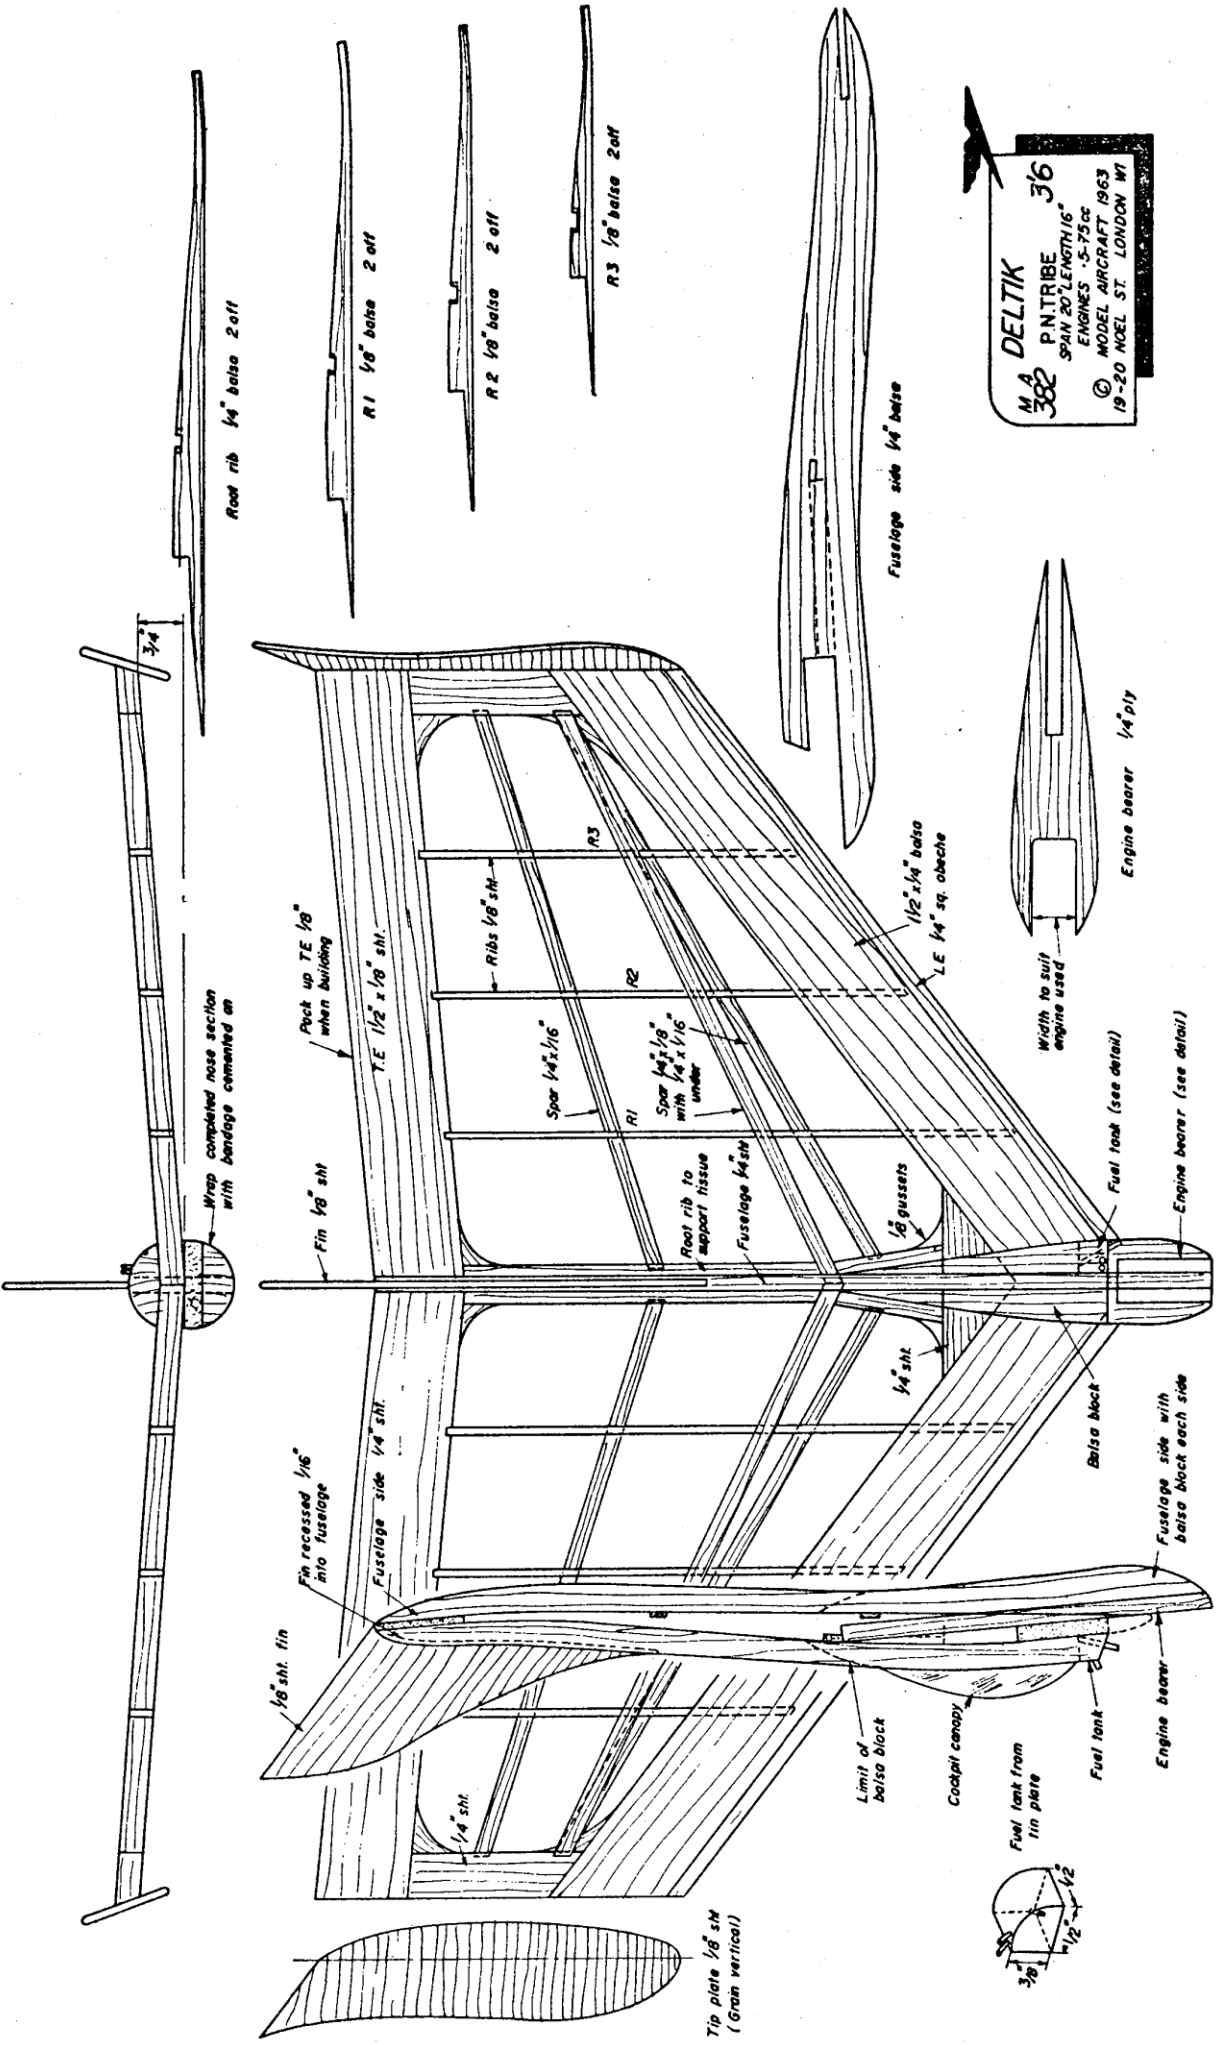 Root rib 1/4" balsa 2 off
R1 1/8" balsa 2 off
R2 1/8" balsa 2 off
R3 1/8" balsa 2 off
3/4"
Wrap completed nose section
with bandage cemented on
Fin 1/8" sht
Pack up TE 1/8"
when building
T.E 1 1/2" x 1/8" sht.
Fin recessed 1/16"
into fuselage
Fuselage side 1/4" sht.
1/8" sht. fin
Ribs 1/8" sht
R3
R2
R1
Spar 1/4" x 1/16"
Spar 1/4" x 1/8"
with 1/4" x 1/16"
under
Root rib to
support tissue
Fuselage 1/4" sht
1/8" gussets
1/4" sht.
1/4" sht.
1 1/2" x 1/4" balsa
LE 1/4" sq. obeche
Fuel tank (see detail)
Engine bearer (see detail)
Balsa block
Fuselage side with
balsa block each side
Limit of
balsa block
Cockpit canopy
Fuel tank
Engine bearer
Fuel tank from
tin plate
3/8"
1/2"
1/2"
Tip plate 1/8" sht
(Grain vertical)
Fuselage side 1/4" balsa
Engine bearer 1/4" ply
Width to suit
engine used
M A DELTIK
382 P.N.TRIBE 3'6
SPAN 20" LENGTH 16"
ENGINES ·5-·75cc
© MODEL AIRCRAFT 1963
19-20 NOEL ST. LONDON W1